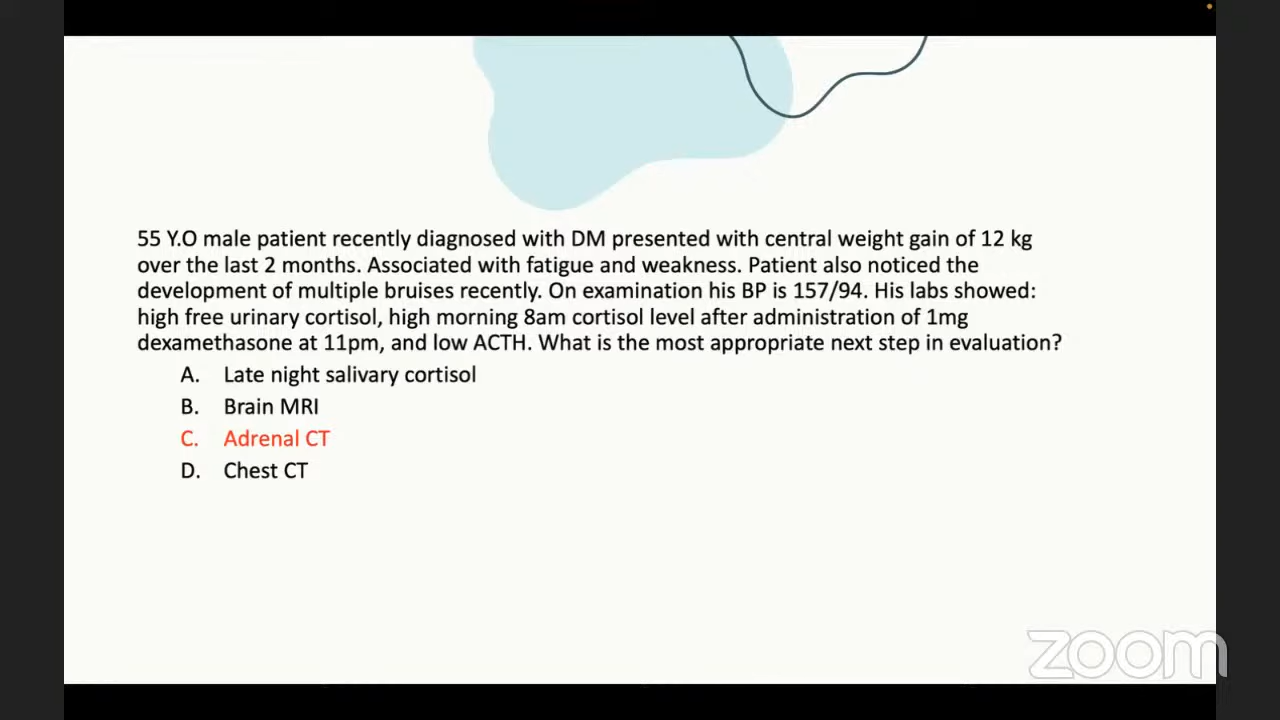 55 Y.O male patient recently diagnosed with DM presented with central weight gain of 12 kg
over the last 2 months. Associated with fatigue and weakness. Patient also noticed the
development of multiple bruises recently. On examination his BP is 157/94. His labs showed:
high free urinary cortisol, high morning 8am cortisol level after administration of 1mg
dexamethasone at 11pm, and low ACTH. What is the most appropriate next step in evaluation?
A. Late night salivary cortisol
B. Brain MRI
C. Adrenal CT
D. Chest CT
zoom